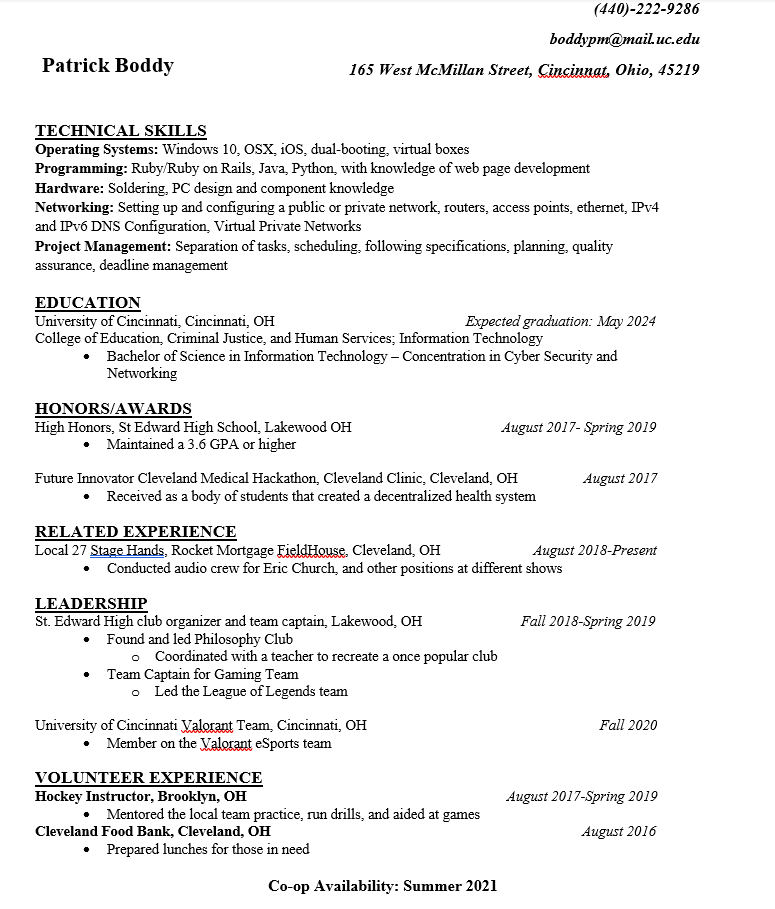 (440)-222-9286
boddypm@mail.uc.edu
Patrick Boddy
165 West McMillan Street, Cincinnat, Ohio, 45219
TECHNICAL SKILLS
Operating Systems: Windows 10, OSX, iOS, dual-booting, virtual boxes
Programming: Ruby/Ruby on Rails, Java, Python, with knowledge of web page development
Hardware: Soldering, PC design and component knowledge
Networking: Setting up and configuring a public or private network, routers, access points, ethernet, IPv4
and IPv6 DNS Configuration, Virtual Private Networks
Project Management: Separation of tasks, scheduling, following specifications, planning, quality
assurance, deadline management
EDUCATION
University of Cincinnati, Cincinnati, OH Expected graduation: May 2024
College of Education, Criminal Justice, and Human Services; Information Technology
• Bachelor of Science in Information Technology – Concentration in Cyber Security and
Networking
HONORS/AWARDS
High Honors, St Edward High School, Lakewood OH August 2017- Spring 2019
• Maintained a 3.6 GPA or higher
Future Innovator Cleveland Medical Hackathon, Cleveland Clinic, Cleveland, OH August 2017
• Received as a body of students that created a decentralized health system
RELATED EXPERIENCE
Local 27 Stage Hands, Rocket Mortgage FieldHouse, Cleveland, OH August 2018-Present
• Conducted audio crew for Eric Church, and other positions at different shows
LEADERSHIP
St. Edward High club organizer and team captain, Lakewood, OH Fall 2018-Spring 2019
• Found and led Philosophy Club
o Coordinated with a teacher to recreate a once popular club
• Team Captain for Gaming Team
o Led the League of Legends team
University of Cincinnati Valorant Team, Cincinnati, OH Fall 2020
• Member on the Valorant eSports team
VOLUNTEER EXPERIENCE
Hockey Instructor, Brooklyn, OH August 2017-Spring 2019
• Mentored the local team practice, run drills, and aided at games
Cleveland Food Bank, Cleveland, OH August 2016
• Prepared lunches for those in need
Co-op Availability: Summer 2021